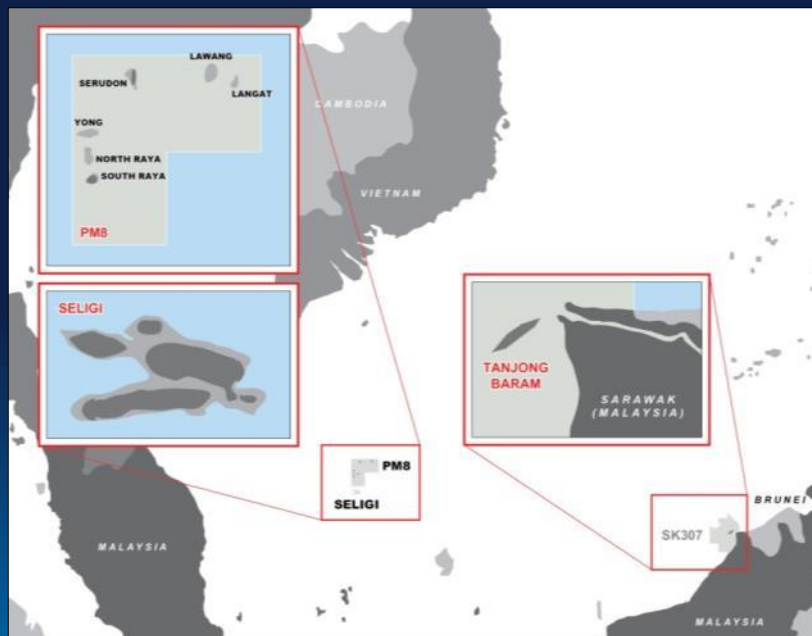 LAWANG
SERUDON
LANGAT
CAMBODIA
YONG
NORTH RAYA
SOUTH RAYA
VIETNAM
PM8
SELIGI
TANJONG
BARAM
SARAWAK
(MALAYSIA)
PM8
SELIGI
BRUNEI
SK307
MALAYSIA
MALAYSIA